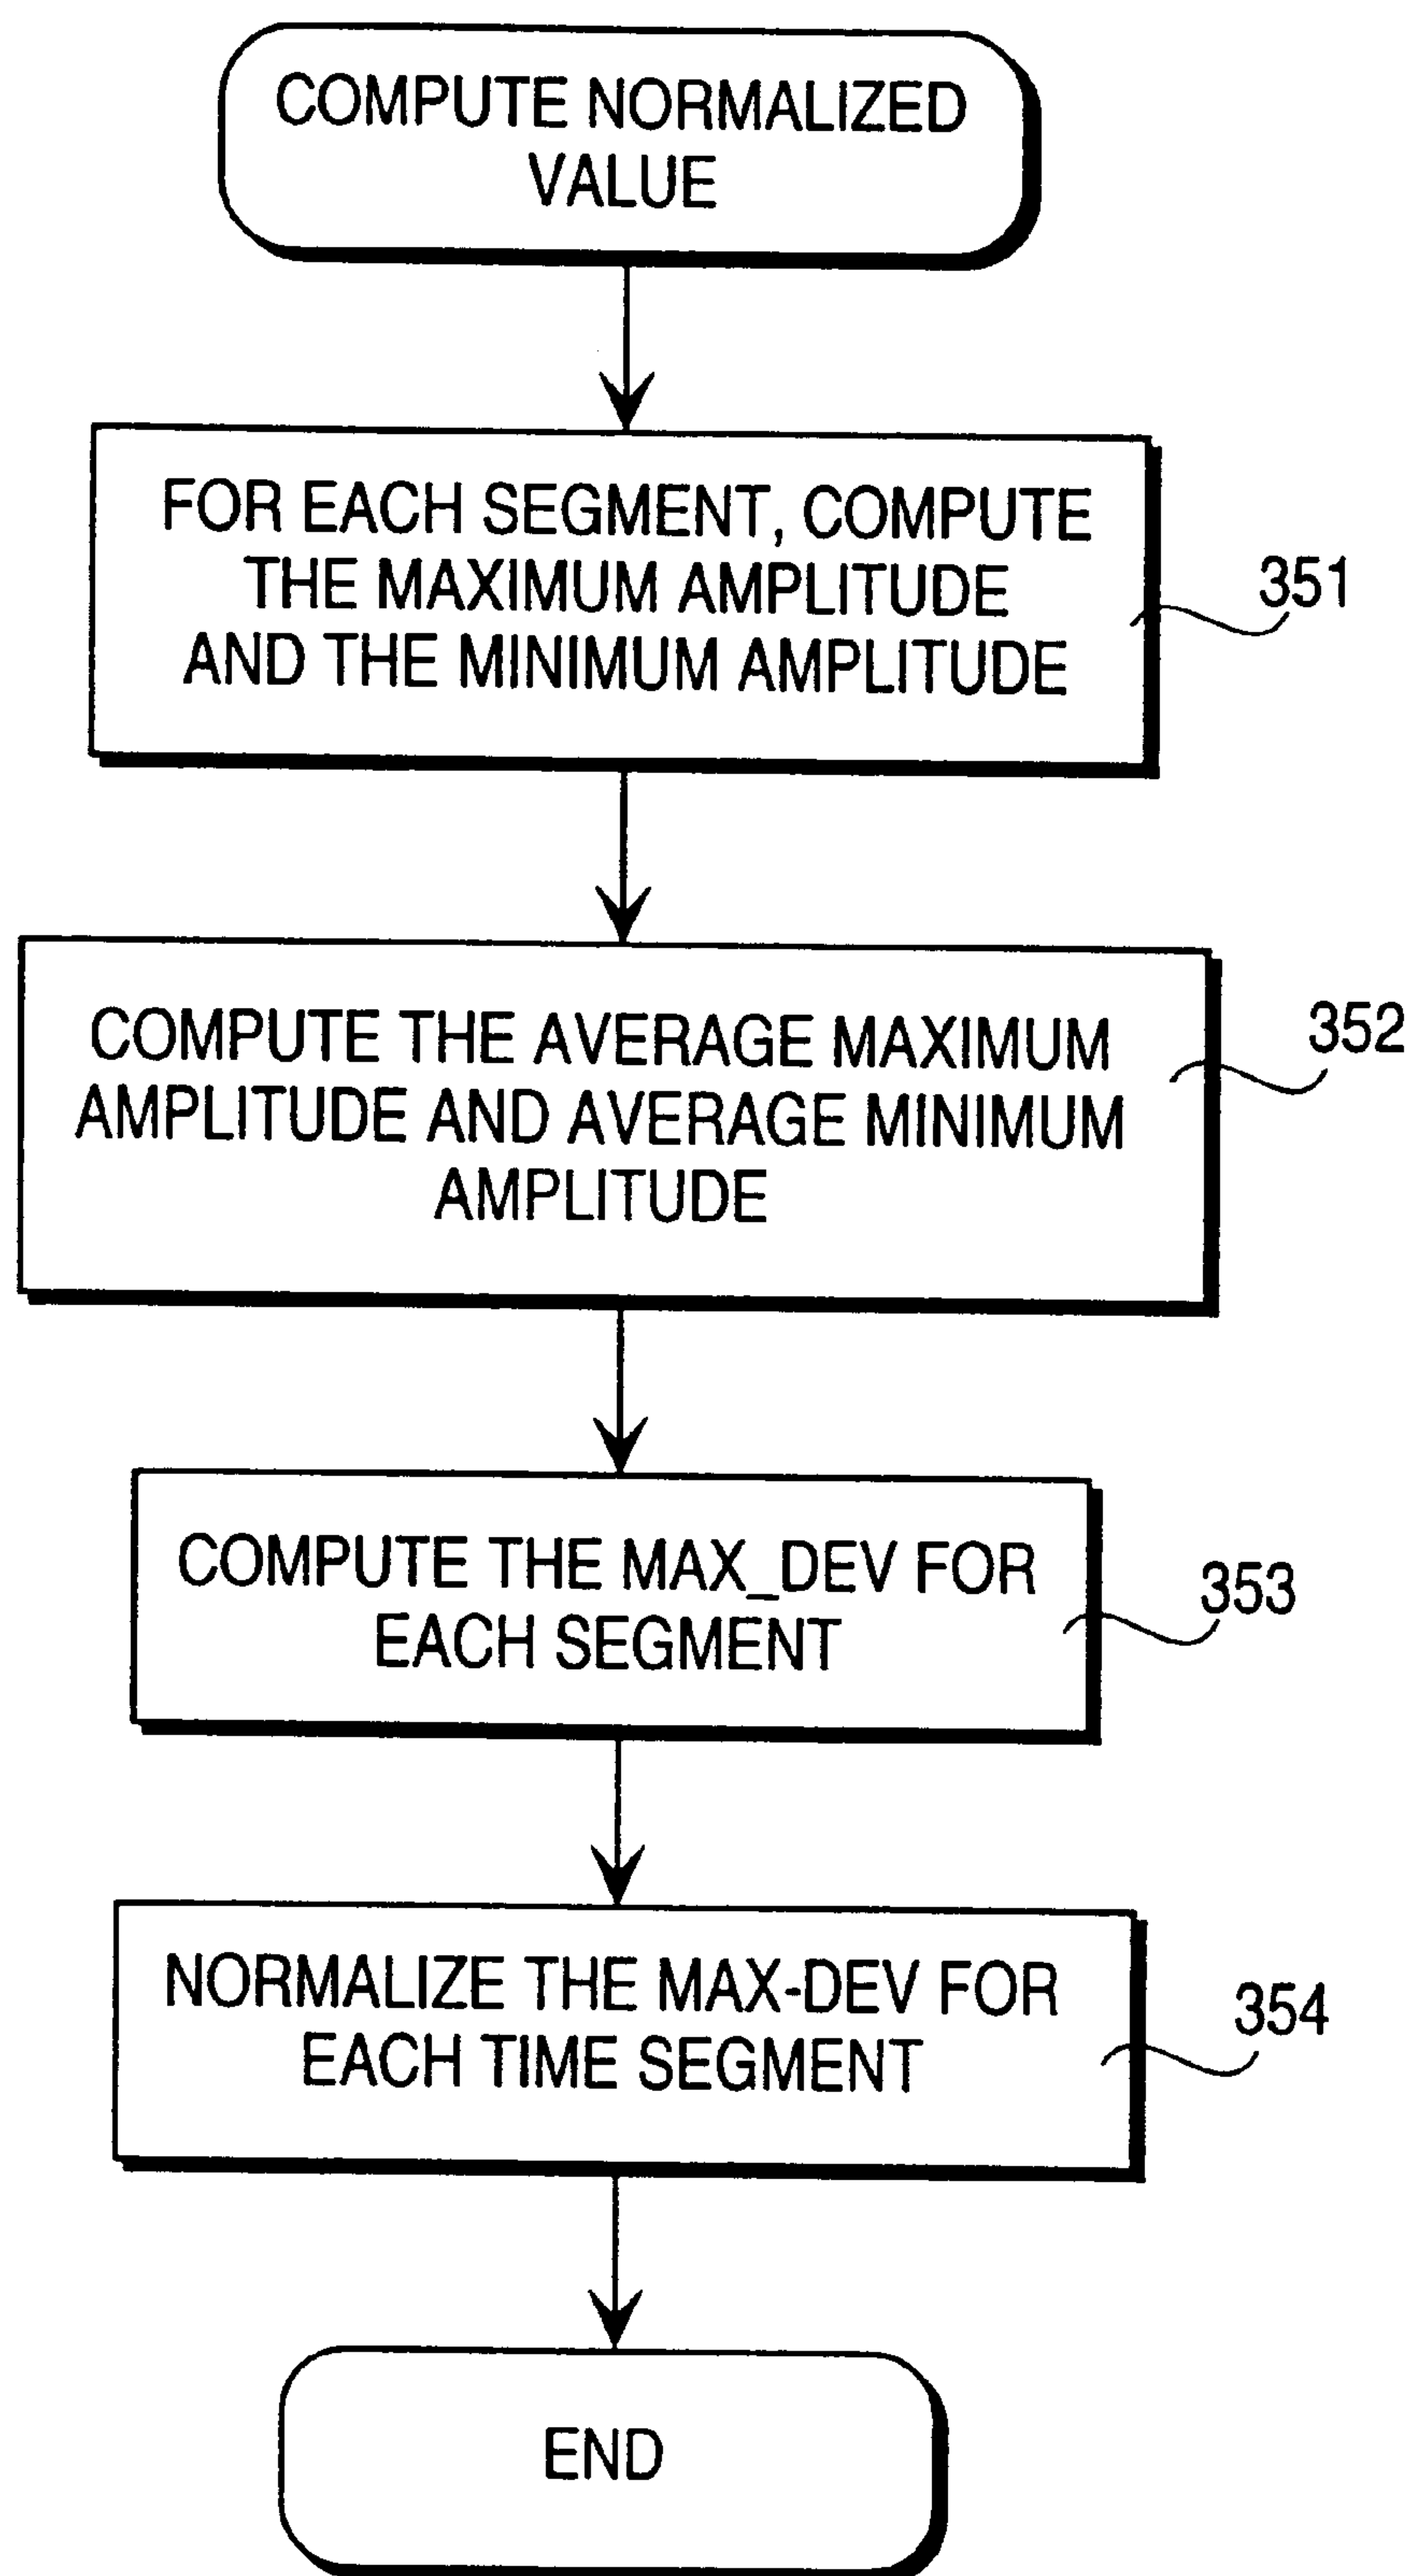 COMPUTE NORMALIZED
VALUE
FOR EACH SEGMENT, COMPUTE
THE MAXIMUM AMPLITUDE
AND THE MINIMUM AMPLITUDE
351
COMPUTE THE AVERAGE MAXIMUM
AMPLITUDE AND AVERAGE MINIMUM
AMPLITUDE
352
COMPUTE THE MAX_DEV FOR
EACH SEGMENT
353
NORMALIZE THE MAX-DEV FOR
EACH TIME SEGMENT
354
END